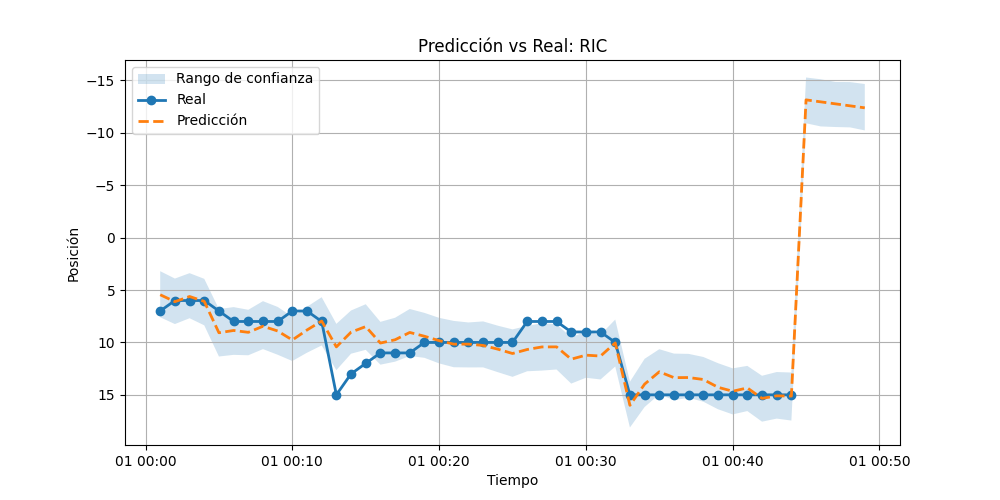 Predicción vs Real: RIC
Rango de confianza
Real
Predicción
Posición
−15
−10
−5
0
5
10
15
01 00:00
01 00:10
01 00:20
01 00:30
01 00:40
01 00:50
Tiempo